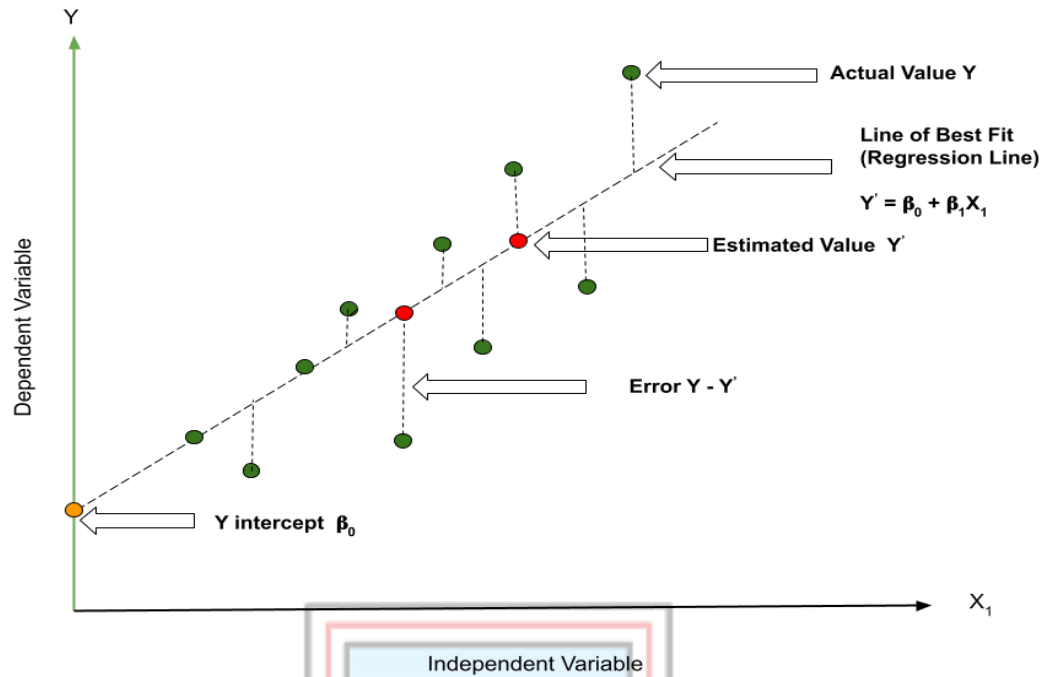 Y
Actual Value Y
Line of Best Fit
(Regression Line)
Y' = β₀ + β₁X₁
Estimated Value Y'
Dependent Variable
Error Y - Y'
Y intercept β₀
X₁
Independent Variable